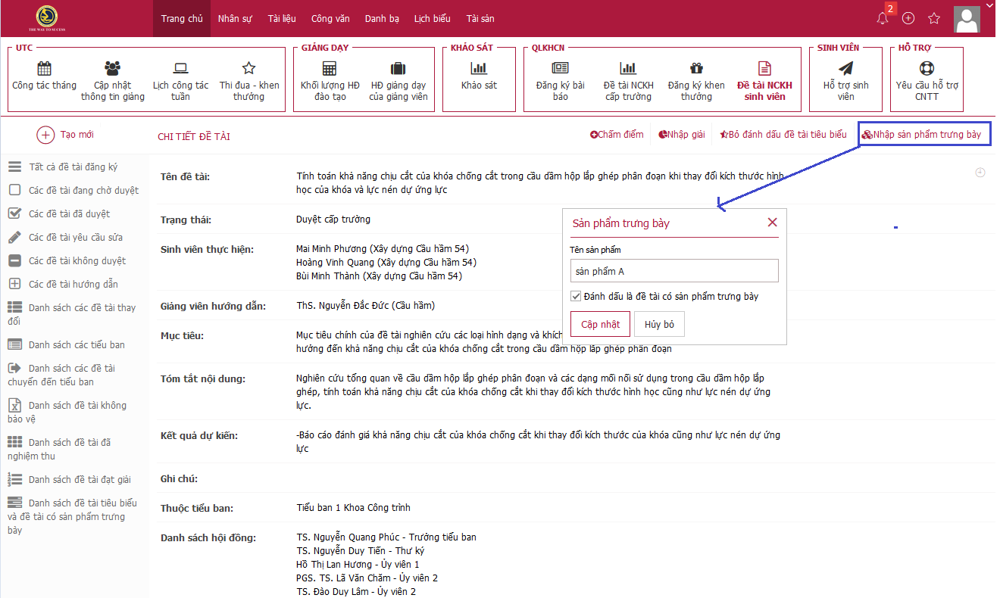 THE WAY TO SUCCESS
Trang chủ
Nhân sự
Tài liệu
Công văn
Danh bạ
Lịch biểu
Tài sản
2
UTC
Công tác tháng
Cập nhật
thông tin giảng
Lịch công tác
tuần
Thi đua - khen
thưởng
GIẢNG DẠY
Khối lượng HĐ
đào tạo
HĐ giảng dạy
của giảng viên
KHẢO SÁT
Khảo sát
QLKHCN
Đăng ký bài
báo
Đề tài NCKH
cấp trường
Đăng ký khen
thưởng
Đề tài NCKH
sinh viên
SINH VIÊN
Hỗ trợ sinh
viên
HỖ TRỢ
Yêu cầu hỗ trợ
CNTT
Tạo mới
CHI TIẾT ĐỀ TÀI
Chấm điểm
Nhập giải
Bỏ đánh dấu đề tài tiêu biểu
Nhập sản phẩm trưng bày
Tất cả đề tài đăng ký
Các đề tài đang chờ duyệt
Các đề tài đã duyệt
Các đề tài yêu cầu sửa
Các đề tài không duyệt
Các đề tài hướng dẫn
Danh sách các đề tài thay
đổi
Danh sách các tiểu ban
Danh sách các đề tài
chuyển đến tiểu ban
Danh sách đề tài không
bảo vệ
Danh sách đề tài đã
nghiệm thu
Danh sách đề tài đạt giải
Danh sách đề tài tiêu biểu
và đề tài có sản phẩm trưng
bày
Tên đề tài:
Tính toán khả năng chịu cắt của khóa chống cắt trong cầu dầm hộp lắp ghép phân đoạn khi thay đổi kích thước hình
học của khóa và lực nén dự ứng lực
Trạng thái:
Duyệt cấp trường
Sinh viên thực hiện:
Mai Minh Phương (Xây dựng Cầu hầm 54)
Hoàng Vinh Quang (Xây dựng Cầu hầm 54)
Bùi Minh Thành (Xây dựng Cầu hầm 54)
Giảng viên hướng dẫn:
ThS. Nguyễn Đắc Đức (Cầu hầm)
Mục tiêu:
Mục tiêu chính của đề tài nghiên cứu các loại hình dạng và khích
hưởng đến khả năng chịu cắt của khóa chống cắt trong cầu dầm hộp lắp ghép phân đoạn
Tóm tắt nội dung:
Nghiên cứu tổng quan về cầu dầm hộp lắp ghép phân đoạn và các dạng mối nối sử dụng trong cầu dầm hộp lắp
ghép, tính toán khả năng chịu cắt của khóa chống cắt khi thay đổi kích thước hình học cũng như lực nén dự ứng
lực.
Kết quả dự kiến:
-Báo cáo đánh giá khả năng chịu cắt của khóa chống cắt khi thay đổi kích thước của khóa cũng như lực nén dự ứng
lực
Ghi chú:
Thuộc tiểu ban:
Tiểu ban 1 Khoa Công trình
Danh sách hội đồng:
TS. Nguyễn Quang Phúc - Trưởng tiểu ban
TS. Nguyễn Duy Tiến - Thư ký
Hồ Thị Lan Hương - Ủy viên 1
PGS. TS. Lã Văn Chăm - Ủy viên 2
TS. Đào Duy Lâm - Ủy viên 2
Sản phẩm trưng bày
Tên sản phẩm
sản phẩm A
Đánh dấu là đề tài có sản phẩm trưng bày
Cập nhật
Hủy bỏ